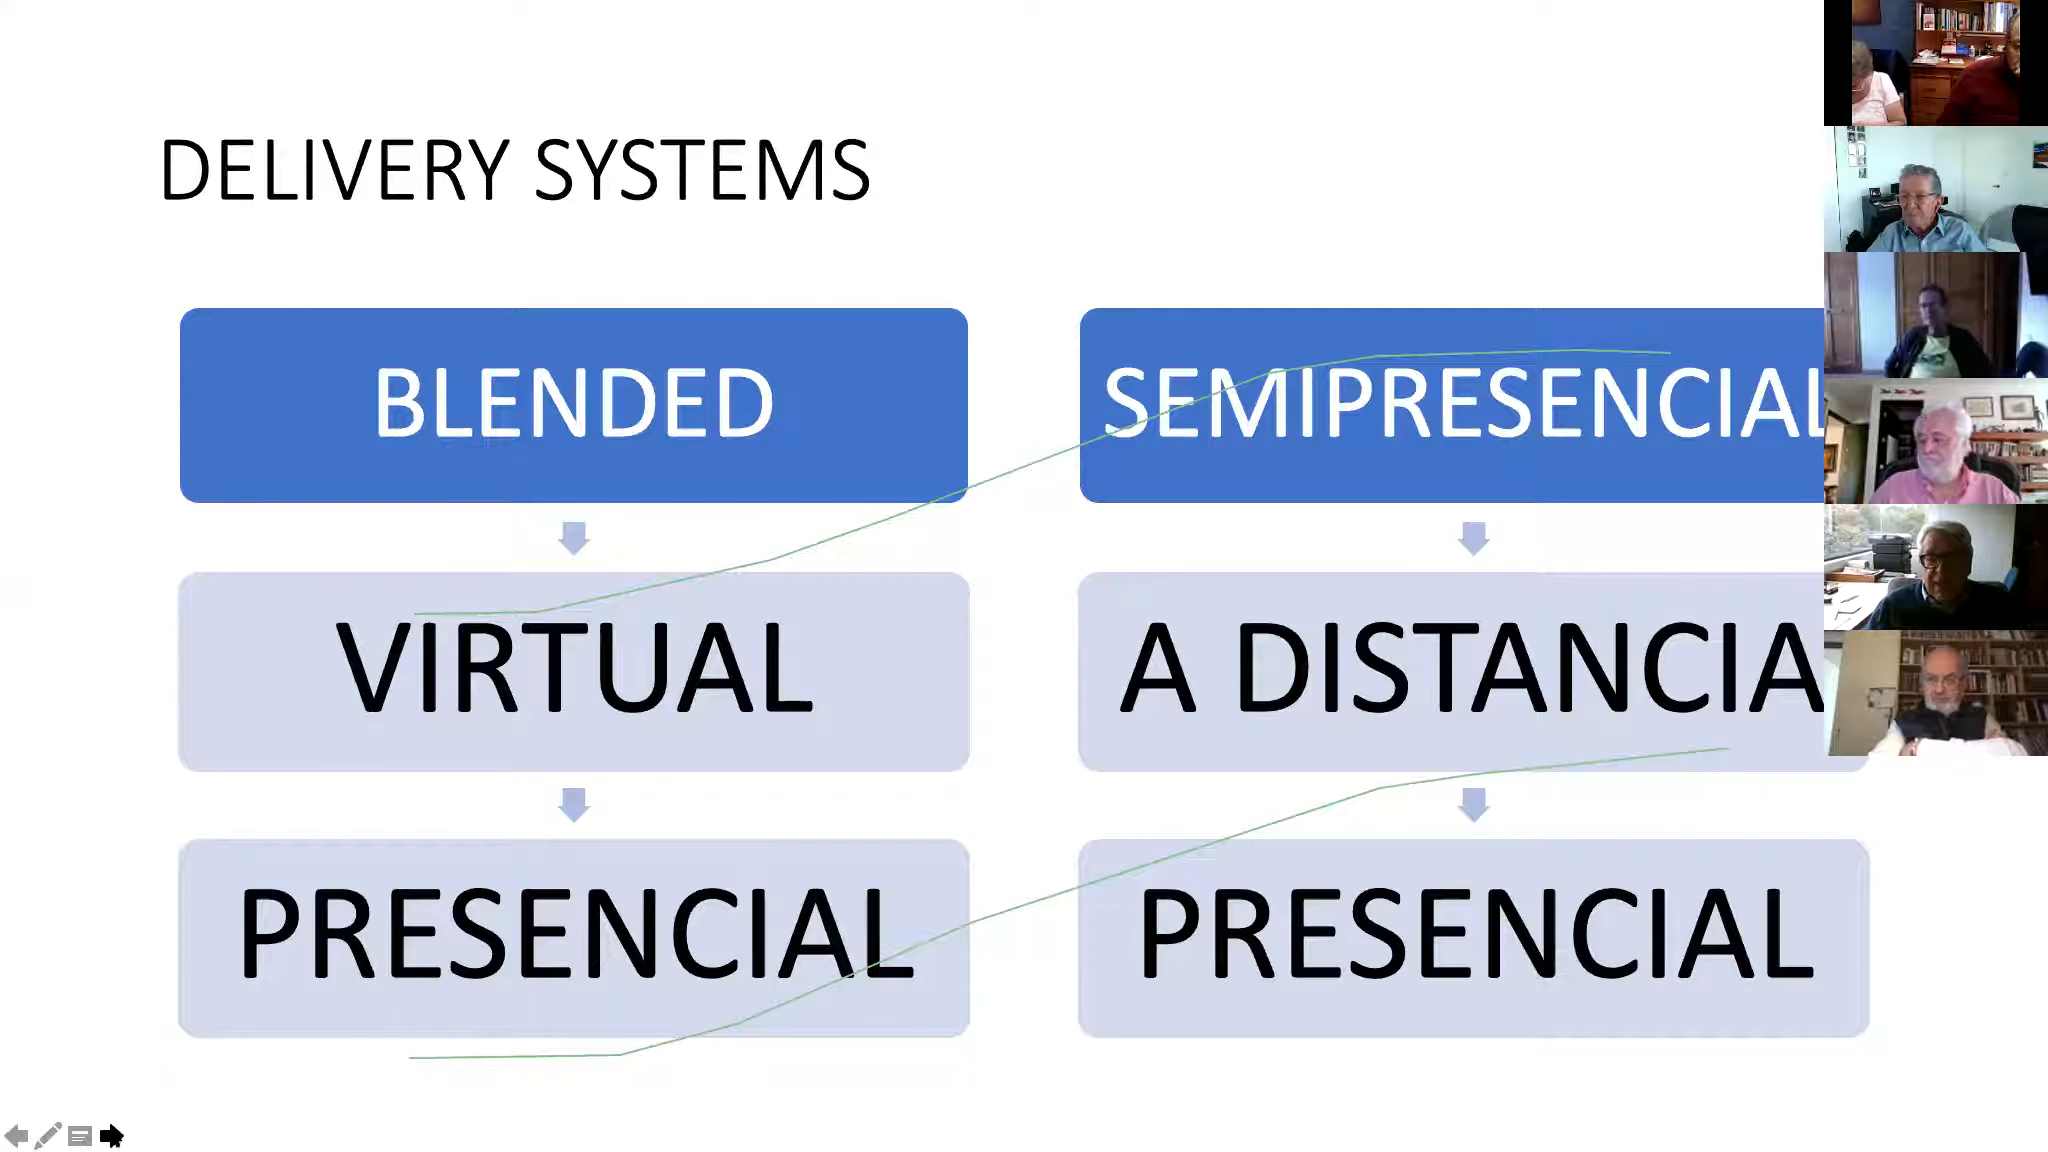 DELIVERY SYSTEMS
BLENDED
SEMIPRESENCIAL
VIRTUAL
A DISTANCIA
PRESENCIAL
PRESENCIAL